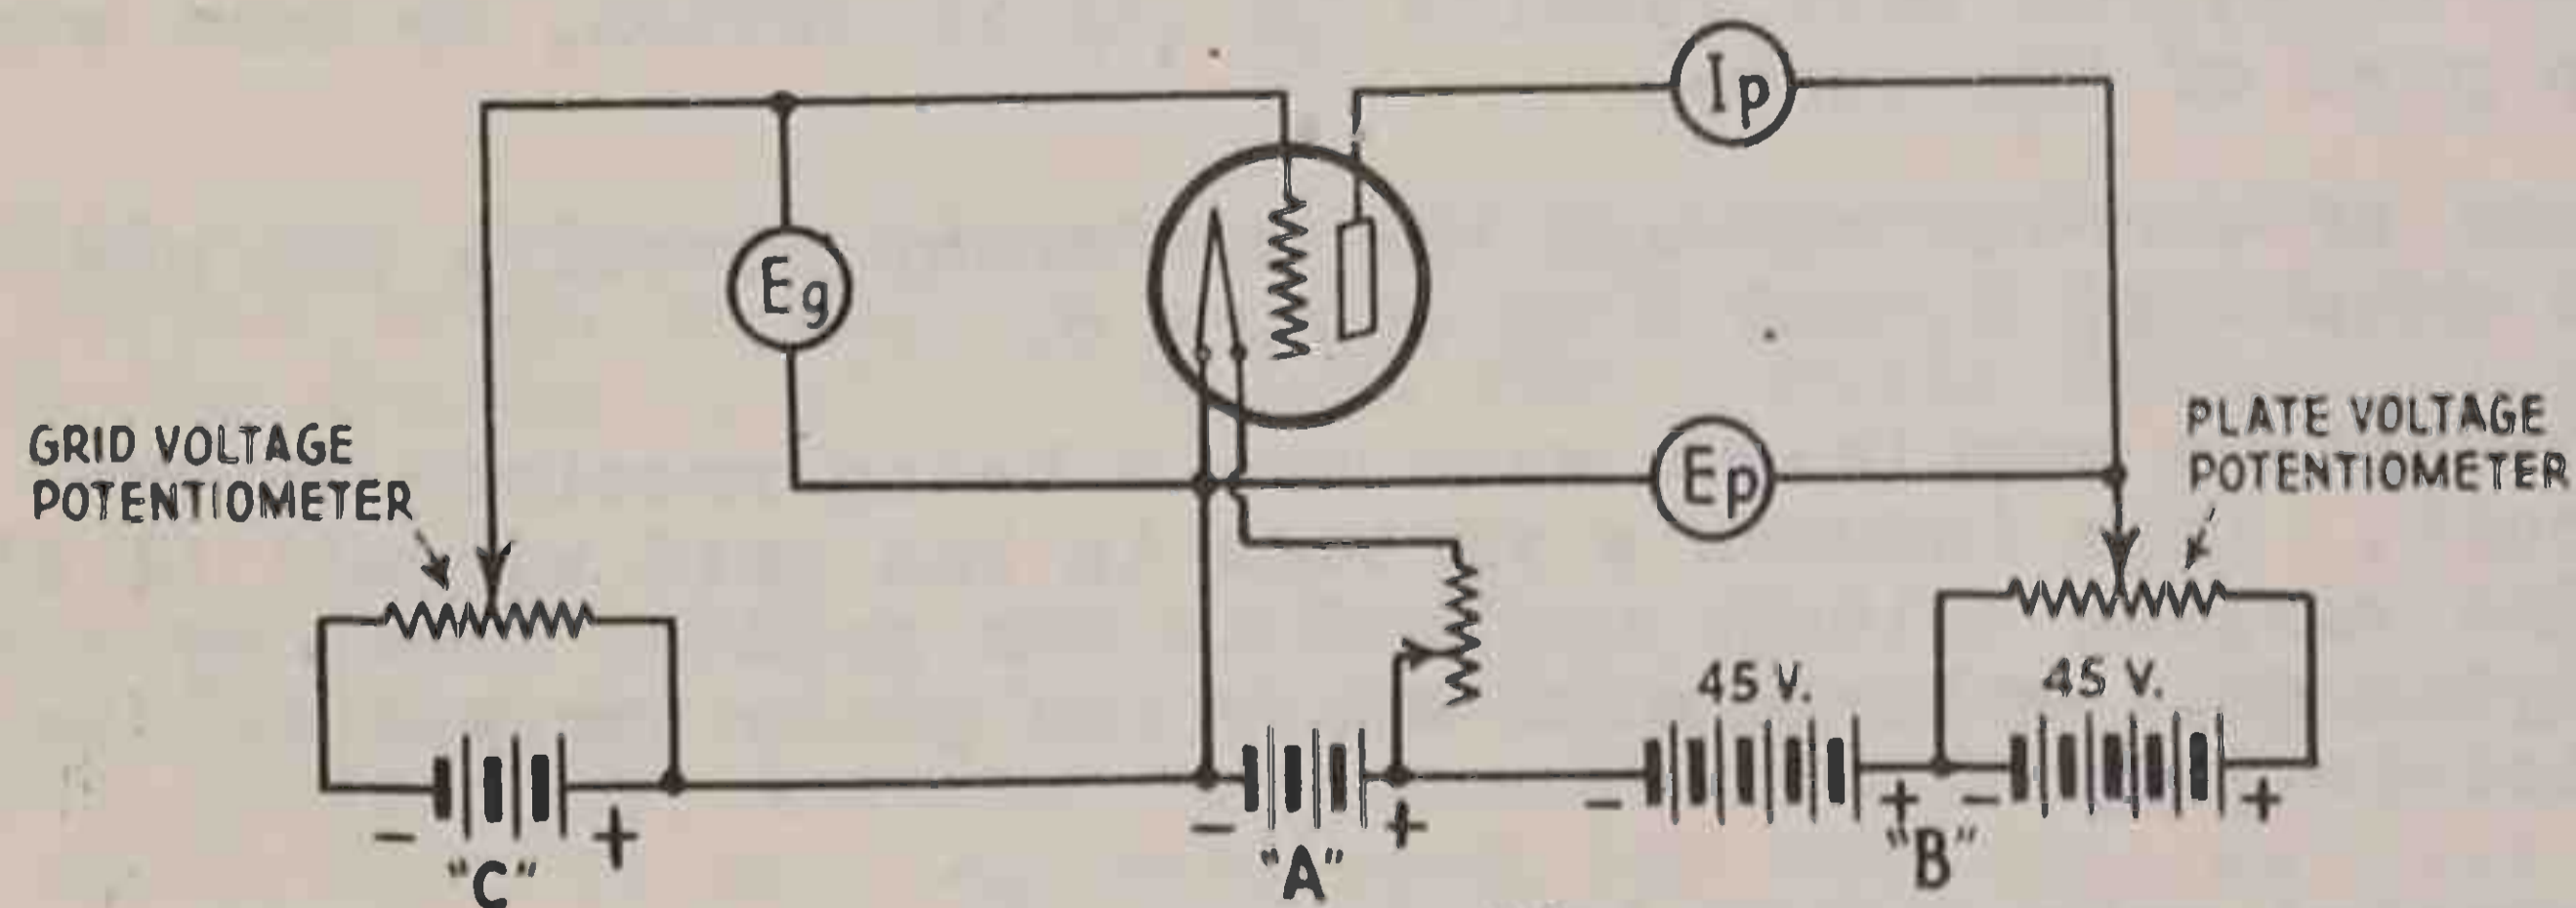 Ip
Eg
GRID VOLTAGE
POTENTIOMETER
Ep
PLATE VOLTAGE
POTENTIOMETER
45 V.
45 V.
- +
"C"
- +
"A"
- + - +
"B"